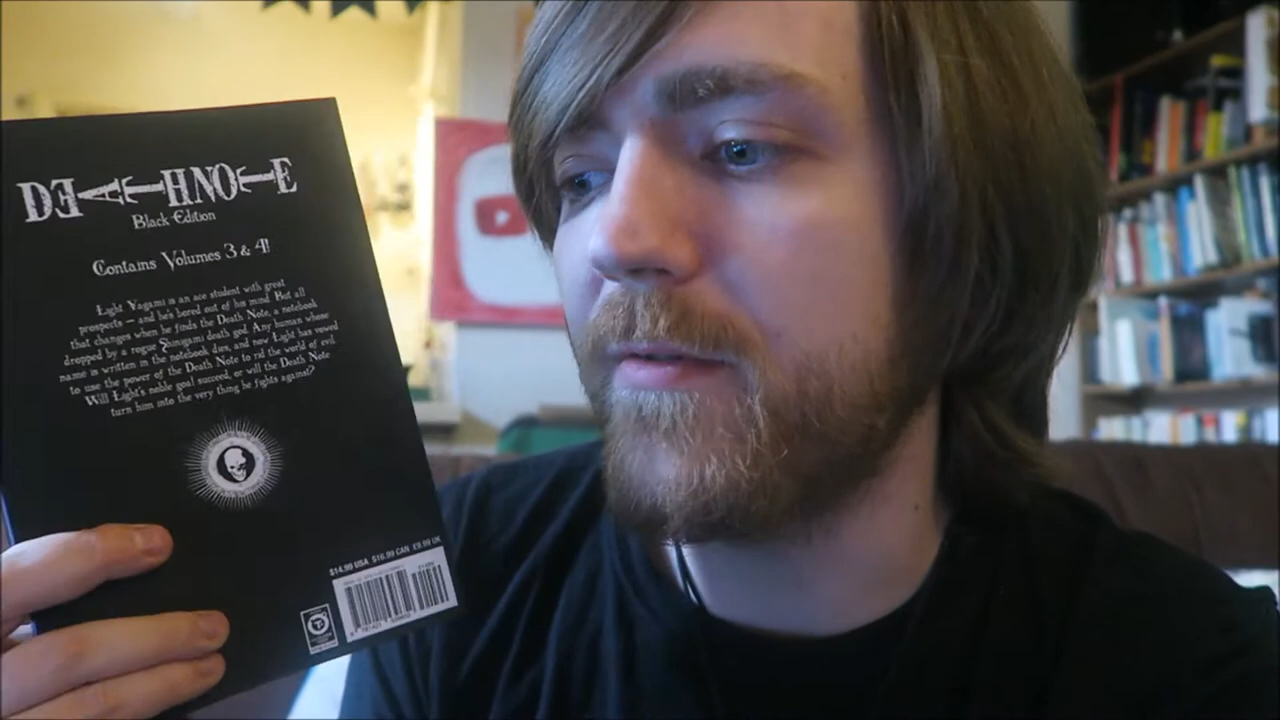 DEATH NOTE
Black Edition
Contains Volumes 3 & 4!
Light Yagami is an ace student with great
prospects — and he's bored out of his mind. But all
that changes when he finds the Death Note, a notebook
dropped by a rogue Shinigami death god. Any human whose
name is written in the notebook dies, and now Light has vowed
to use the power of the Death Note to rid the world of evil.
Will Light's noble goal succeed, or will the Death Note
turn him into the very thing he fights against?
$14.99 USA $16.99 CAN £9.99 UK